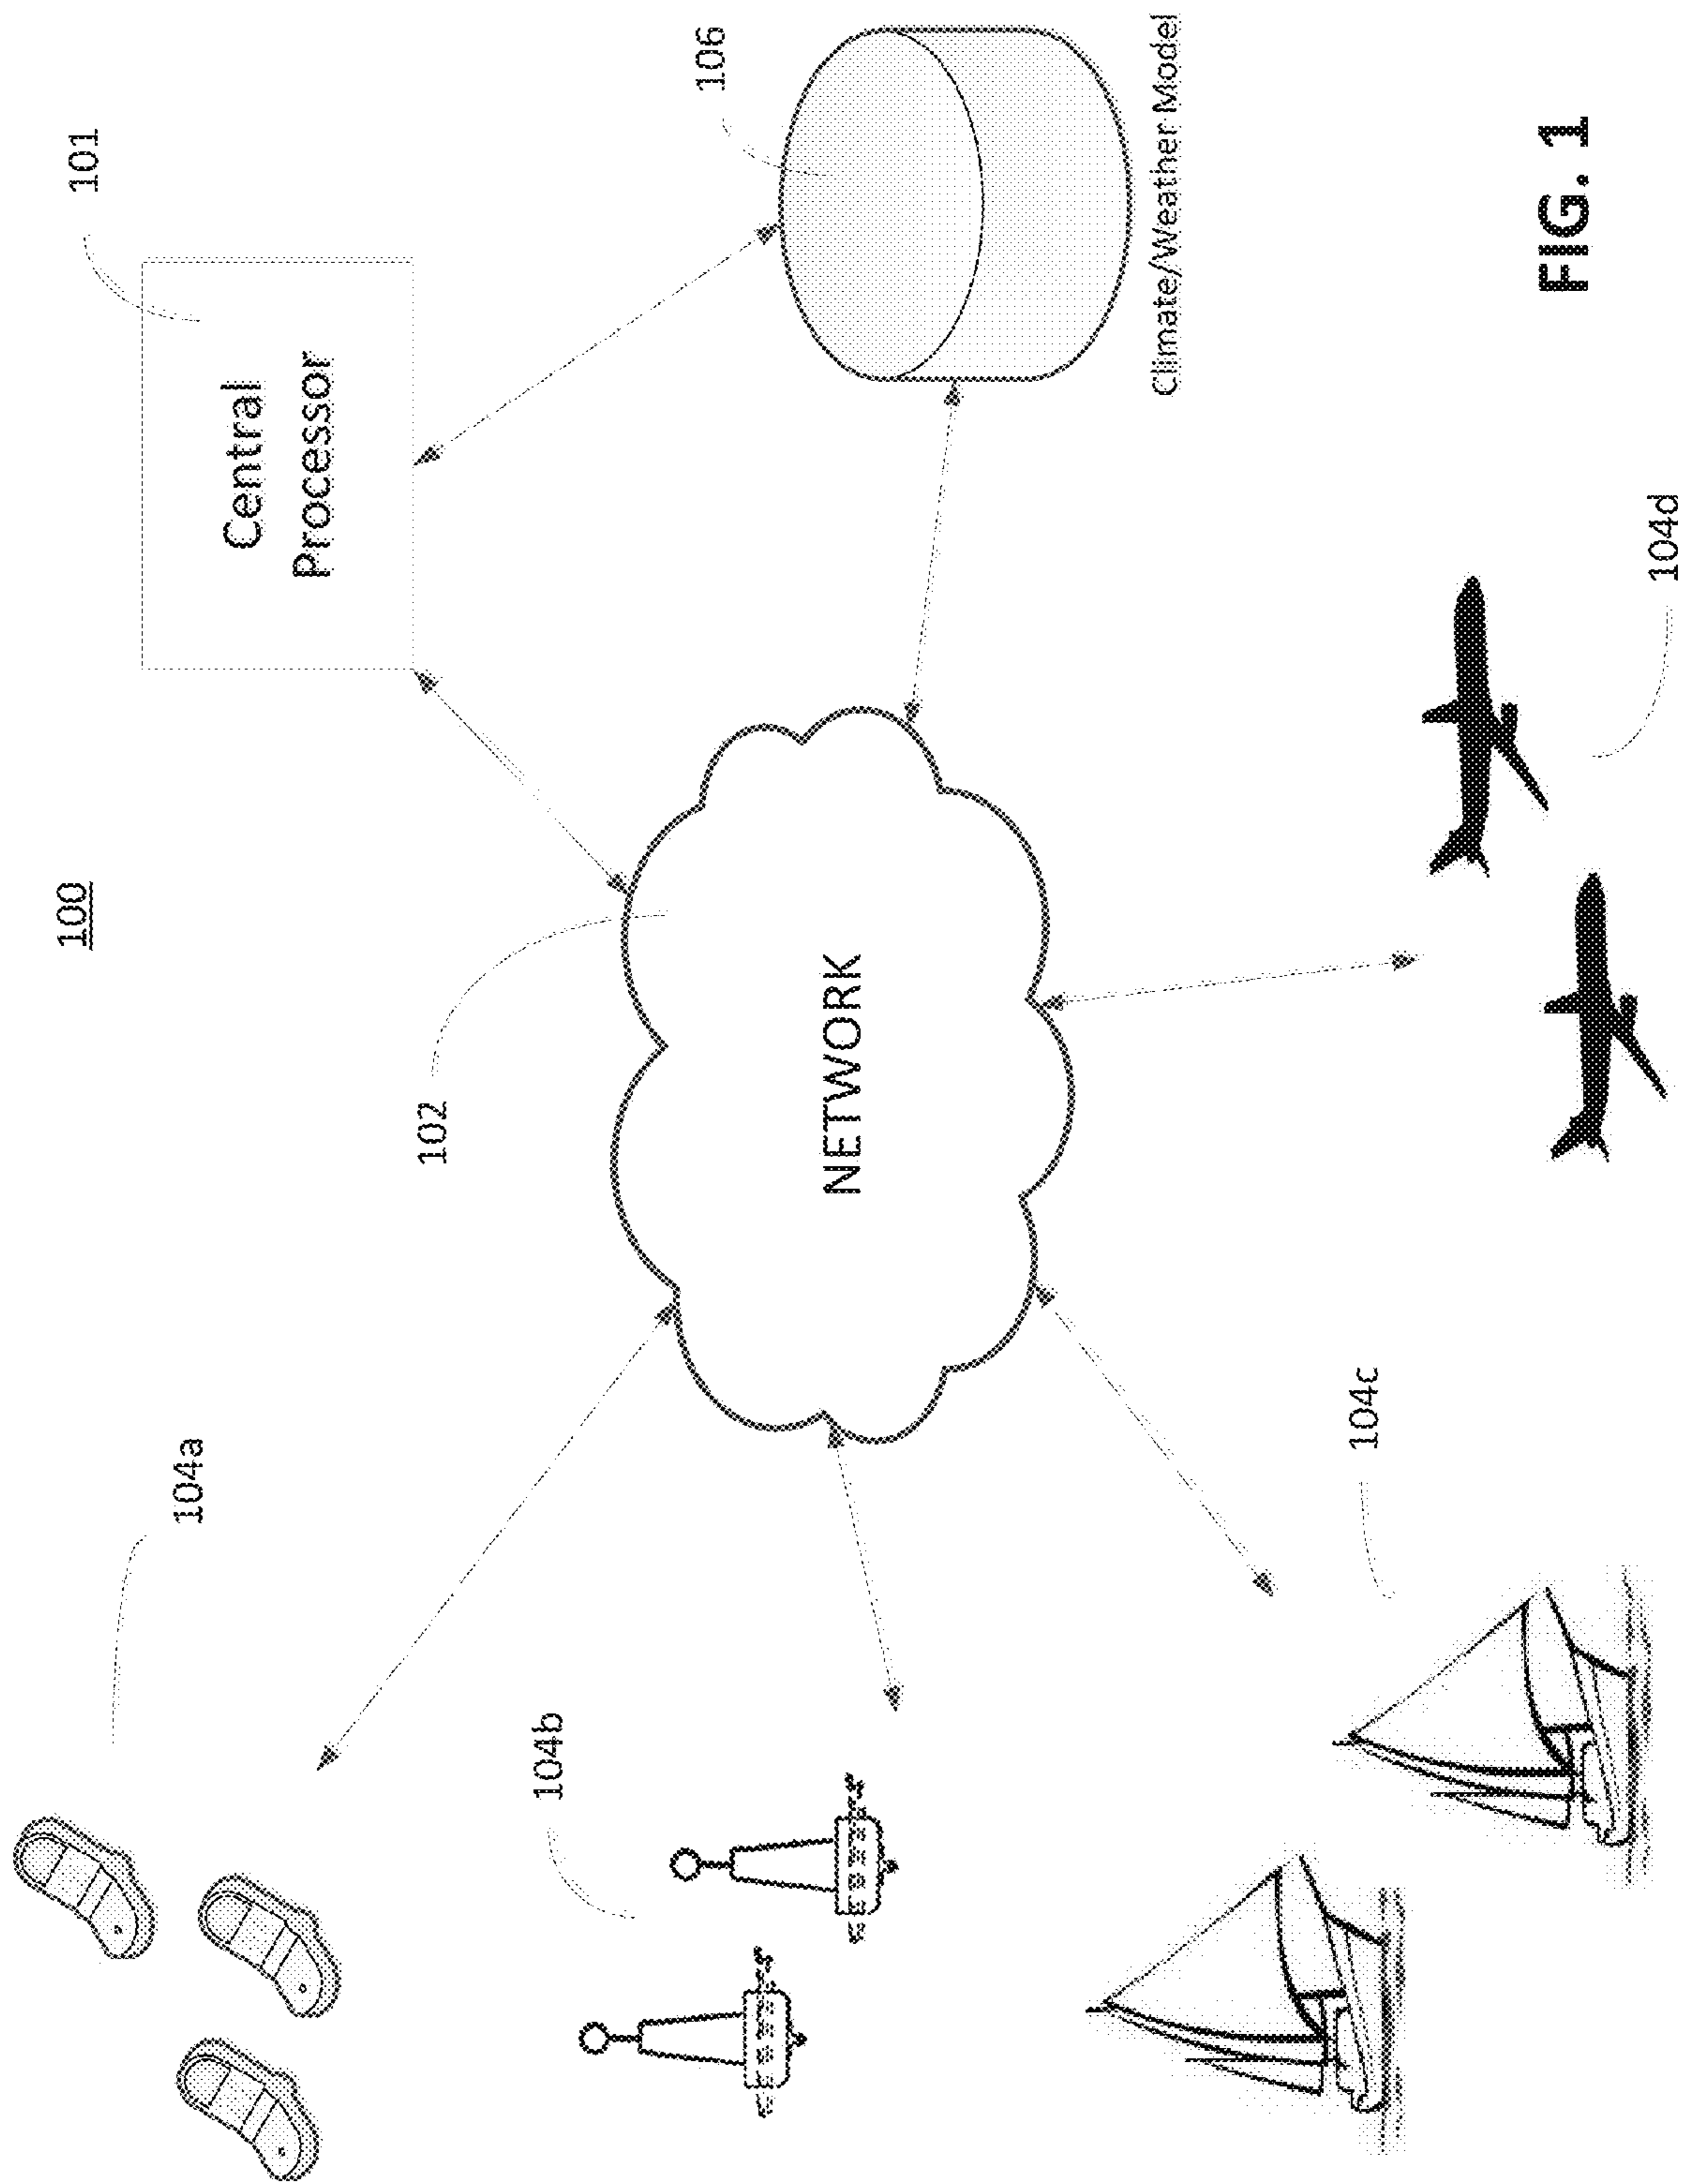 100
101
Central
Processor
104a
102
106
NETWORK
104b
Climate/Weather Model
104c
104d
FIG. 1